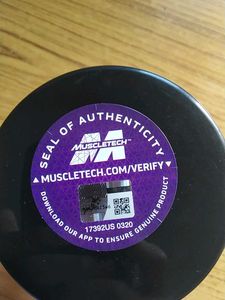 SEAL OF AUTHENTICITY
MUSCLETECH
MUSCLETECH.COM/VERIFY
17392US 0320
DOWNLOAD OUR APP TO ENSURE GENUINE PRODUCT